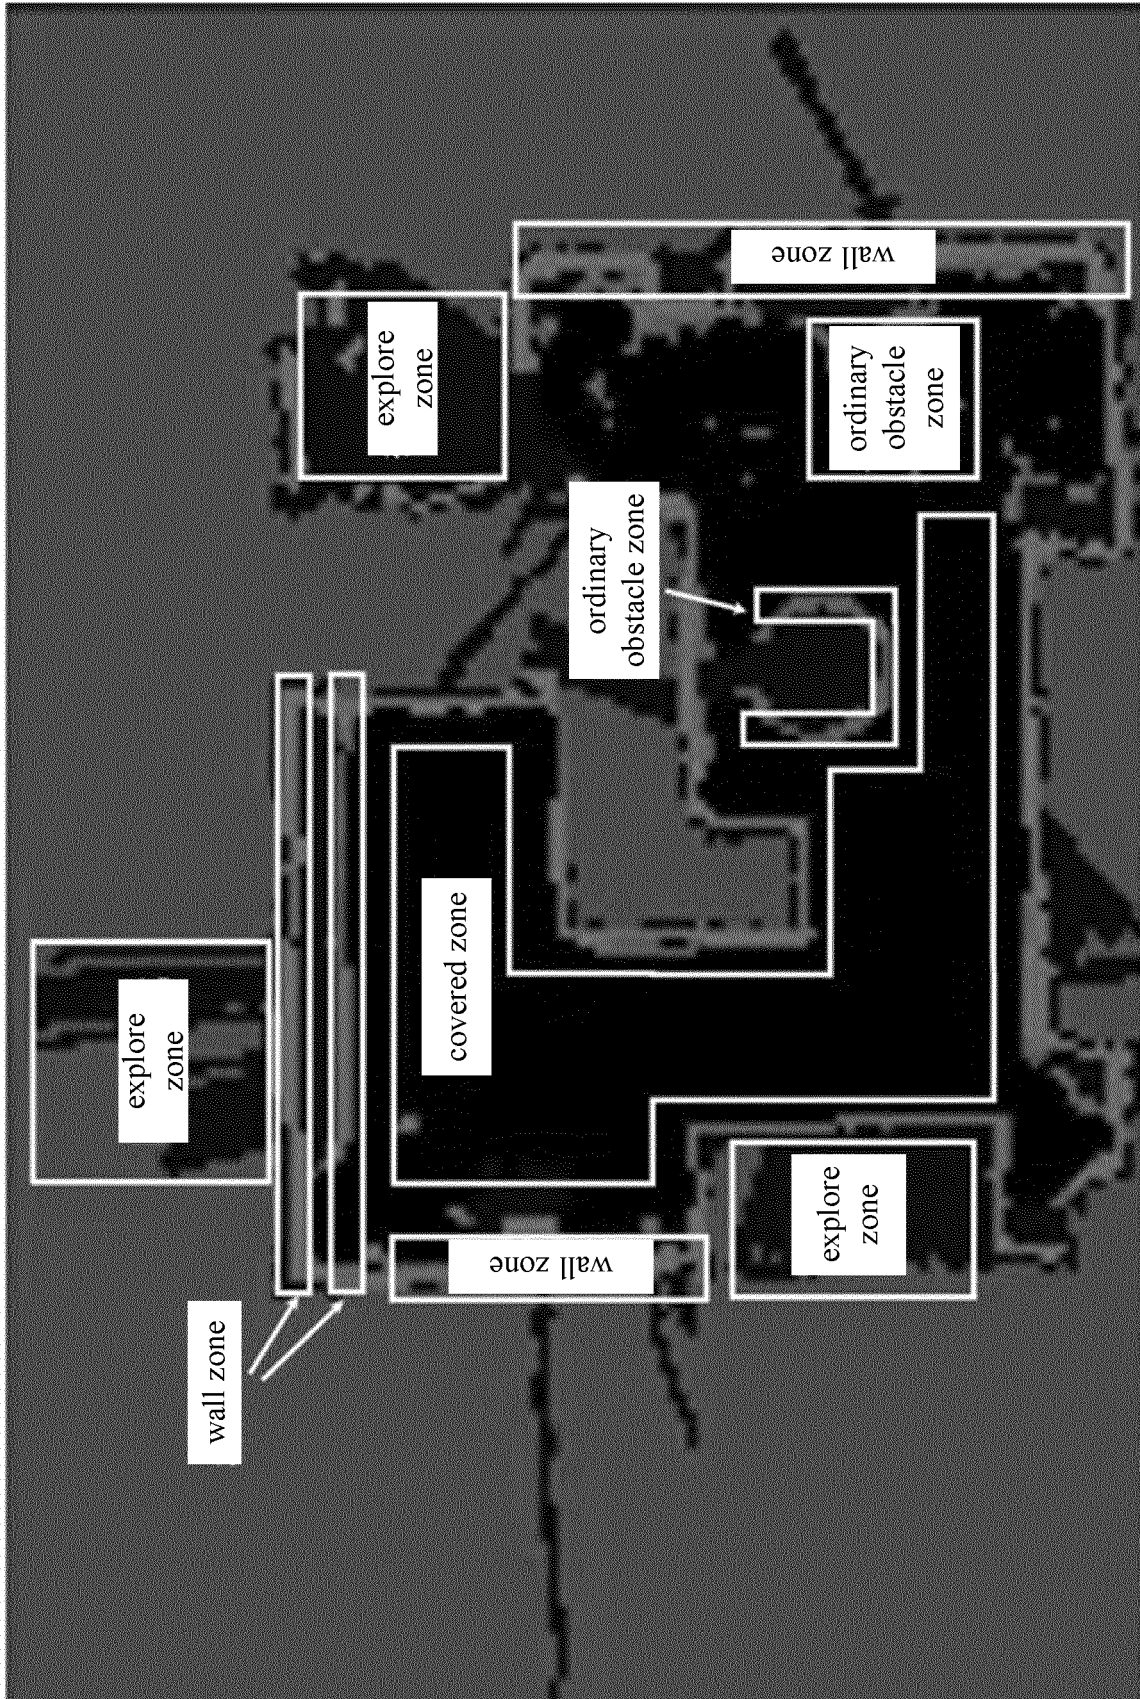 explore
zone
wall zone
covered zone
explore
zone
wall zone
ordinary
obstacle zone
wall zone
explore
zone
ordinary
obstacle
zone